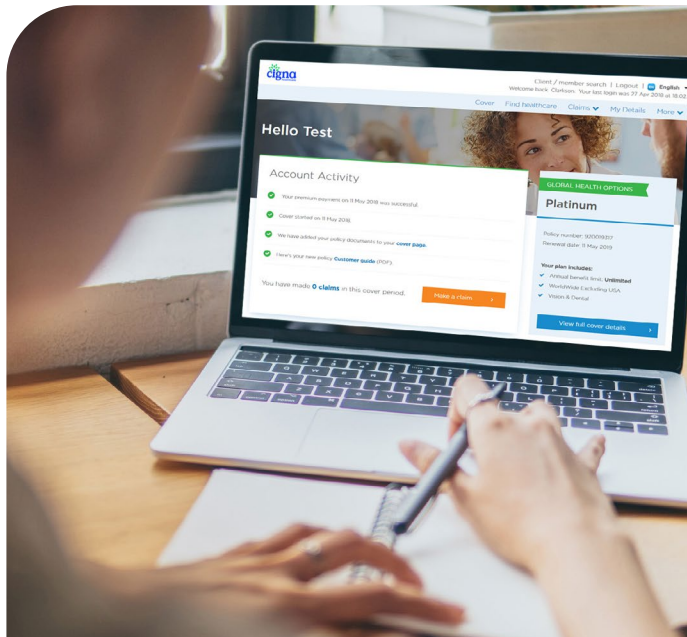 cigna
Client / member search | Logout | English
Welcome back Clarkson. Your last login was 27 Apr 2018 at 18:02
Cover Find healthcare Claims My Details More
Hello Test
Account Activity
Your premium payment on 11 May 2018 was successful.
Cover started on 11 May 2018.
We have added your policy documents to your cover page.
Here's your new policy Customer guide (PDF).
You have made 0 claims in this cover period.
Make a claim
GLOBAL HEALTH OPTIONS
Platinum
Policy number: 920019317
Renewal date: 11 May 2019
Your plan includes:
Annual benefit limit, Unlimited
WorldWide Excluding USA
Vision & Dental
View full cover details